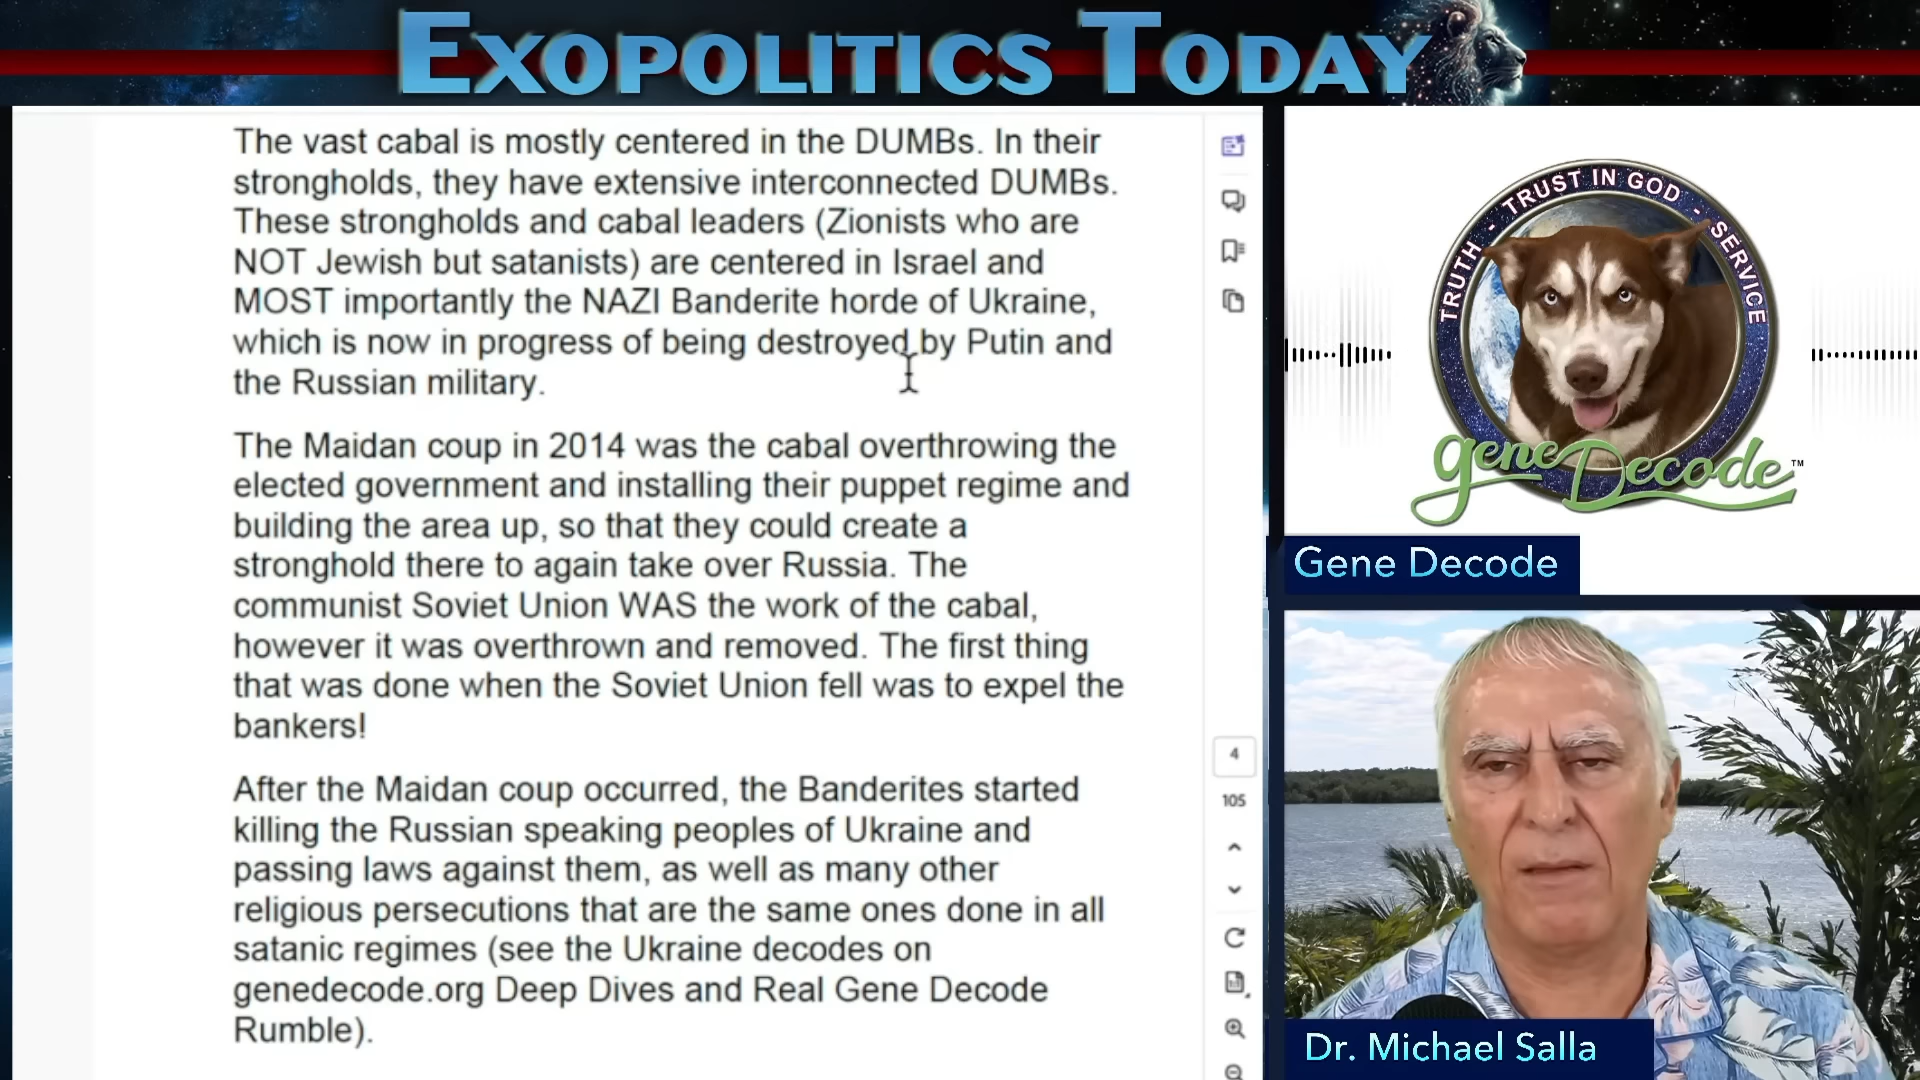 EXOPOLITICS TODAY
The vast cabal is mostly centered in the DUMBs. In their
strongholds, they have extensive interconnected DUMBs.
These strongholds and cabal leaders (Zionists who are
NOT Jewish but satanists) are centered in Israel and
MOST importantly the NAZI Banderite horde of Ukraine,
which is now in progress of being destroyed by Putin and
the Russian military.
The Maidan coup in 2014 was the cabal overthrowing the
elected government and installing their puppet regime and
building the area up, so that they could create a
stronghold there to again take over Russia. The
communist Soviet Union WAS the work of the cabal,
however it was overthrown and removed. The first thing
that was done when the Soviet Union fell was to expel the
bankers!
After the Maidan coup occurred, the Banderites started
killing the Russian speaking peoples of Ukraine and
passing laws against them, as well as many other
religious persecutions that are the same ones done in all
satanic regimes (see the Ukraine decodes on
genedecode.org Deep Dives and Real Gene Decode
Rumble).
4
105
TRUTH - TRUST IN GOD - SERVICE
gene Decode™
Gene Decode
Dr. Michael Salla